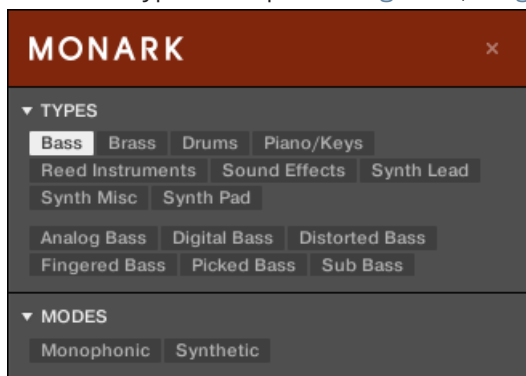 MONARK ×
▼ TYPES
Bass Brass Drums Piano/Keys
Reed Instruments Sound Effects Synth Lead
Synth Misc Synth Pad
Analog Bass Digital Bass Distorted Bass
Fingered Bass Picked Bass Sub Bass
▼ MODES
Monophonic Synthetic